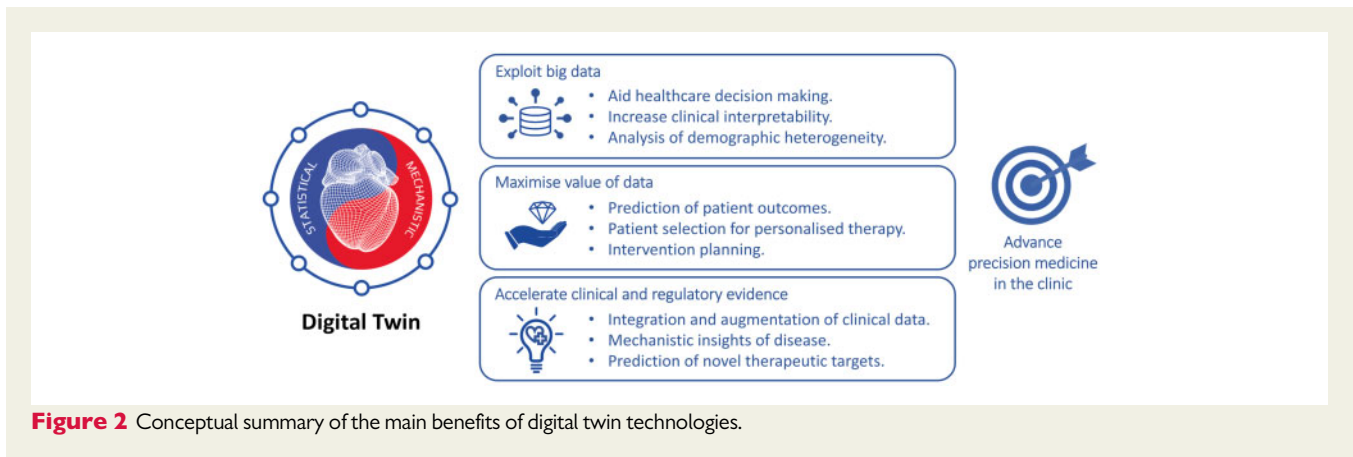 STATISTICAL
MECHANISTIC
Digital Twin
Exploit big data
• Aid healthcare decision making.
• Increase clinical interpretability.
• Analysis of demographic heterogeneity.
Maximise value of data
• Prediction of patient outcomes.
• Patient selection for personalised therapy.
• Intervention planning.
Accelerate clinical and regulatory evidence
• Integration and augmentation of clinical data.
• Mechanistic insights of disease.
• Prediction of novel therapeutic targets.
Advance
precision medicine
in the clinic
Figure 2 Conceptual summary of the main benefits of digital twin technologies.